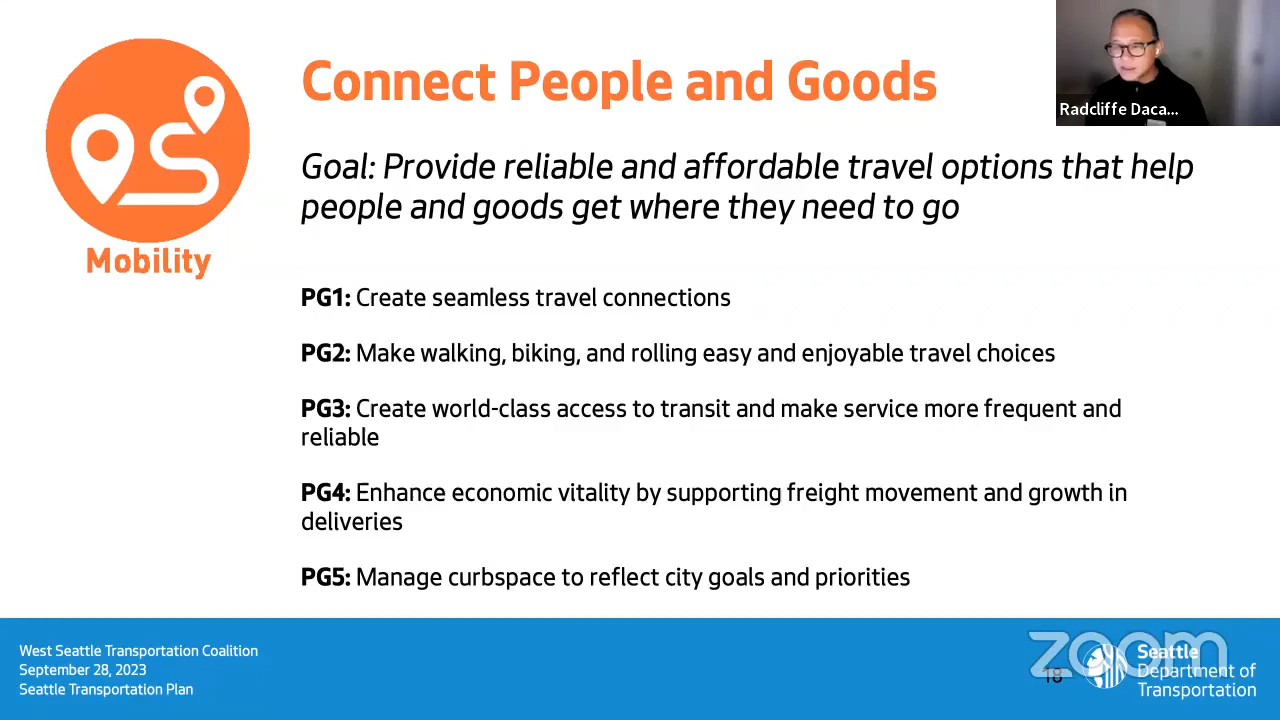 Connect People and Goods
Radcliffe Daca...
Goal: Provide reliable and affordable travel options that help
people and goods get where they need to go
Mobility
PG1: Create seamless travel connections
PG2: Make walking, biking, and rolling easy and enjoyable travel choices
PG3: Create world-class access to transit and make service more frequent and
reliable
PG4: Enhance economic vitality by supporting freight movement and growth in
deliveries
PG5: Manage curbspace to reflect city goals and priorities
West Seattle Transportation Coalition
September 28, 2023
Seattle Transportation Plan
zoom
18
Seattle
Department of
Transportation